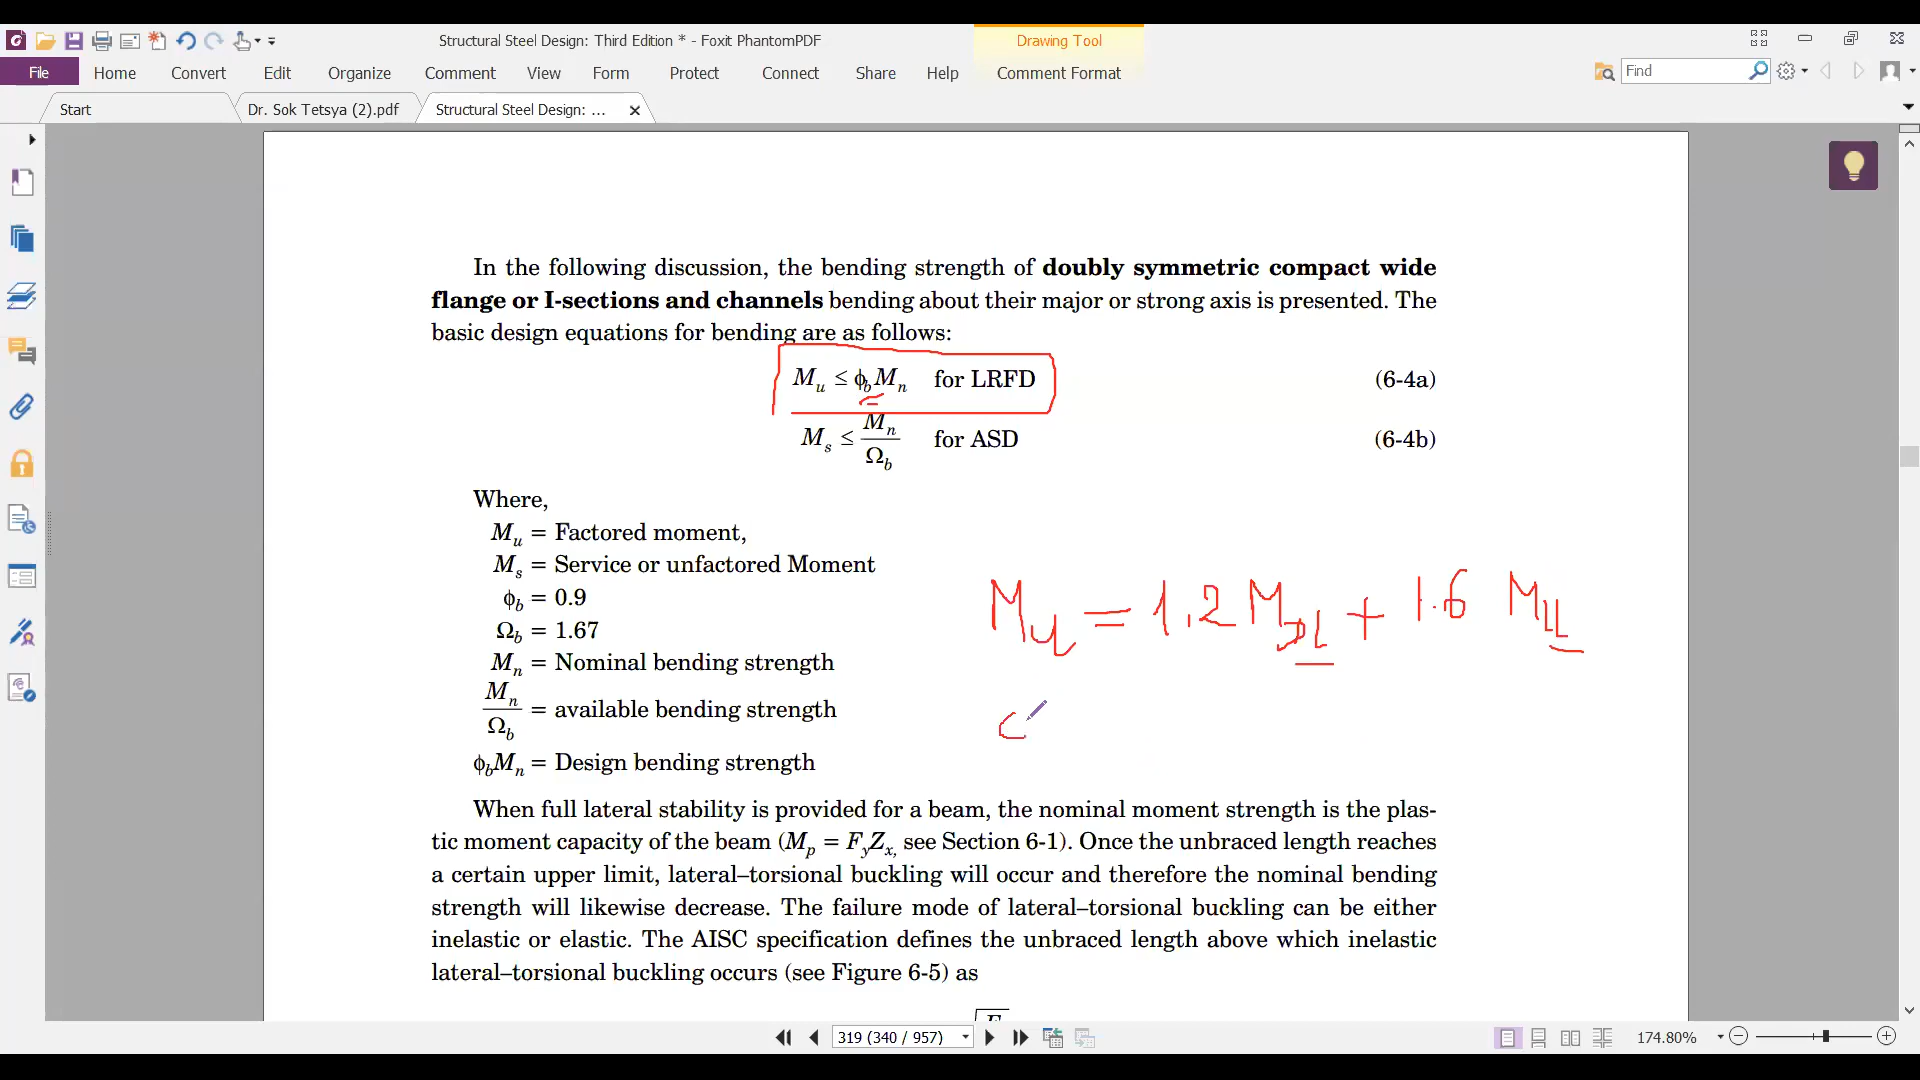 Structural Steel Design: Third Edition * - Foxit PhantomPDF
Drawing Tool
File Home Convert Edit Organize Comment View Form Protect Connect Share Help Comment Format
Find
Start
Dr. Sok Tetsya (2).pdf
Structural Steel Design: ...
In the following discussion, the bending strength of doubly symmetric compact wide
flange or I-sections and channels bending about their major or strong axis is presented. The
basic design equations for bending are as follows:
Mu ≤ ϕbMn for LRFD (6-4a)
Ms ≤ Mn/Ωb for ASD (6-4b)
Where,
Mu = Factored moment,
Ms = Service or unfactored Moment
ϕb = 0.9
Ωb = 1.67
Mn = Nominal bending strength
Mn/Ωb = available bending strength
ϕbMn = Design bending strength
Mu = 1.2 MDL + 1.6 MLL
When full lateral stability is provided for a beam, the nominal moment strength is the plas-
tic moment capacity of the beam (Mp = FyZx, see Section 6-1). Once the unbraced length reaches
a certain upper limit, lateral–torsional buckling will occur and therefore the nominal bending
strength will likewise decrease. The failure mode of lateral–torsional buckling can be either
inelastic or elastic. The AISC specification defines the unbraced length above which inelastic
lateral–torsional buckling occurs (see Figure 6-5) as
319 (340 / 957)
174.80%